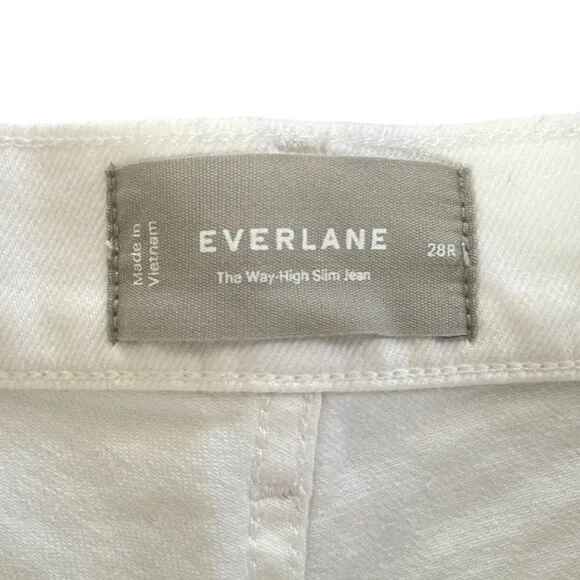 Made in
Vietnam
EVERLANE
The Way-High Slim Jean
28R